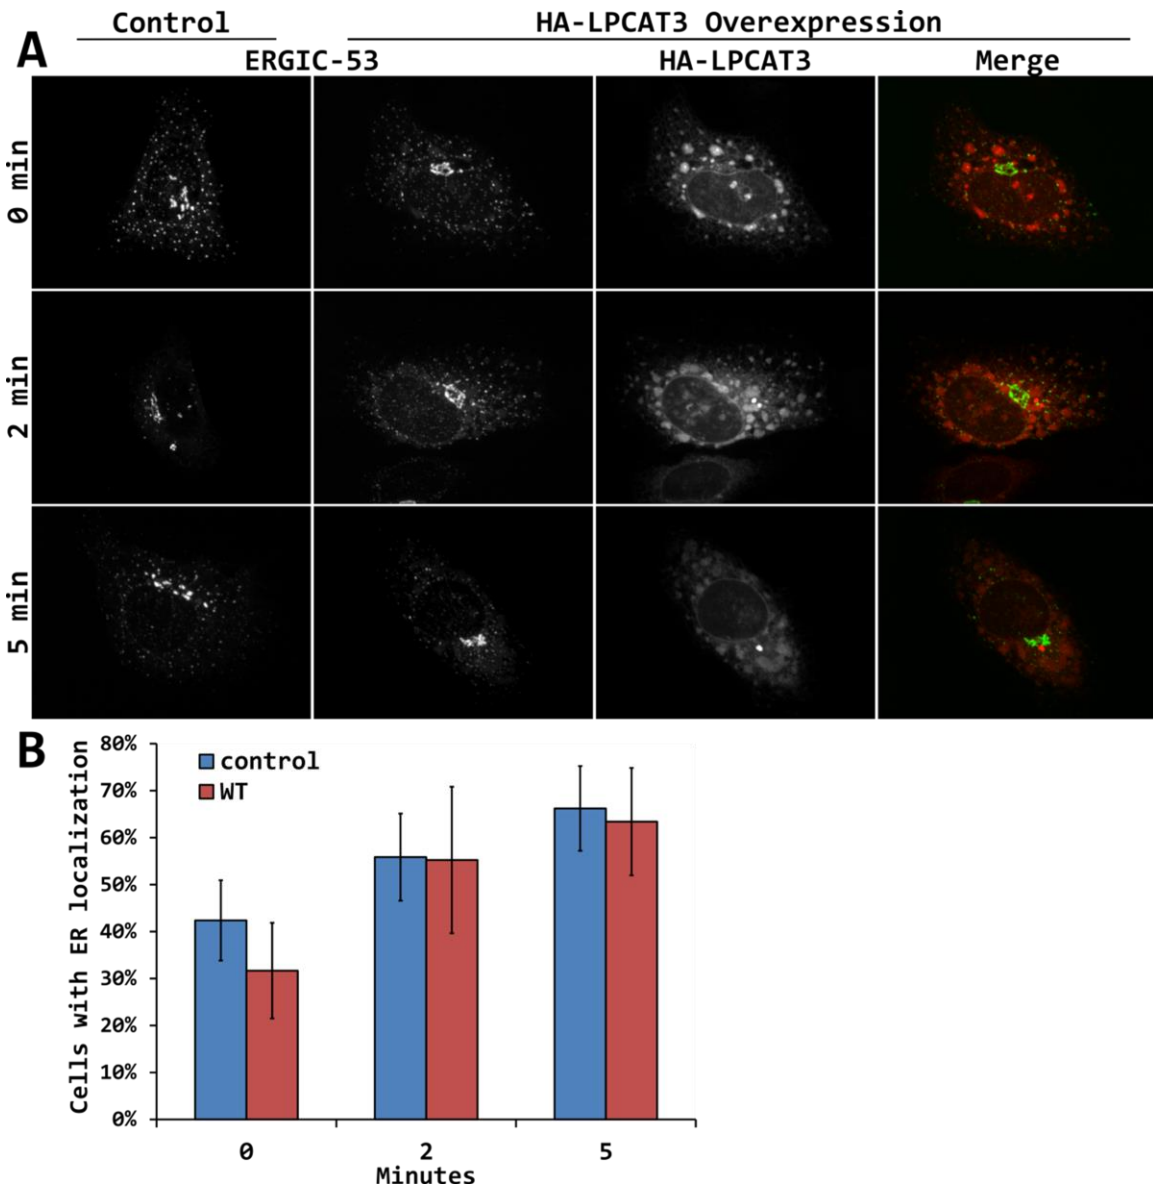 A
Control
HA-LPCAT3 Overexpression
ERGIC-53
HA-LPCAT3
Merge
0 min
2 min
5 min
B
Cells with ER localization
80%
70%
60%
50%
40%
30%
20%
10%
0%
control
WT
0
2
5
Minutes